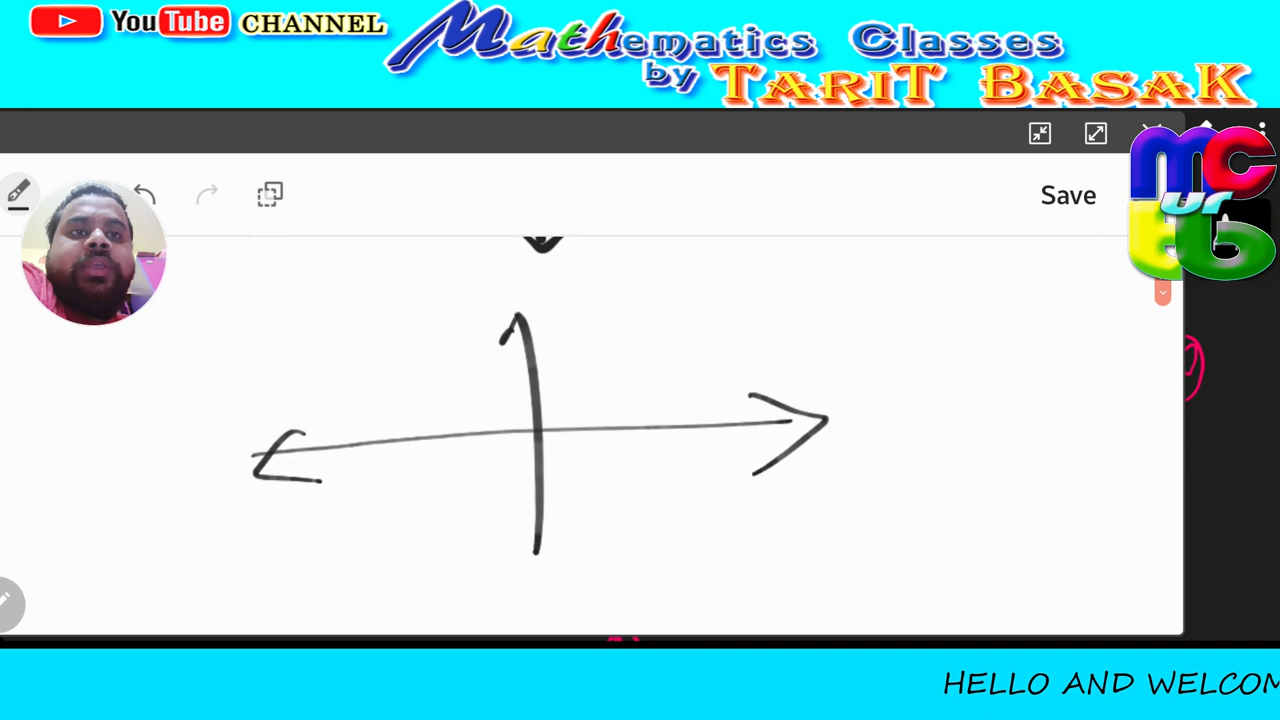 YouTube CHANNEL
Mathematics Classes
by TARIT BASAK
Save
HELLO AND WELCOM